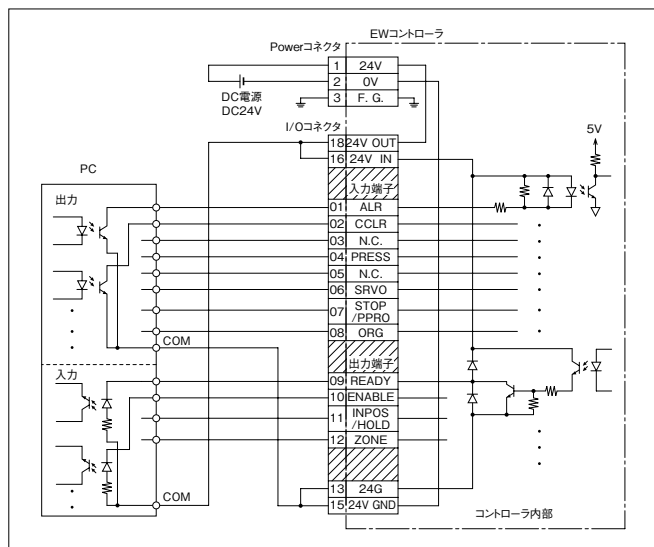 EWコントローラ
Powerコネクタ
1 24V
2 0V
3 F. G.
DC電源
DC24V
I/Oコネクタ
18 24V OUT
16 24V IN
5V
PC
入力端子
出力
01 ALR
02 CCLR
03 N.C.
04 PRESS
05 N.C.
06 SRVO
07 STOP
/PPRO
08 ORG
COM
出力端子
入力
09 READY
10 ENABLE
11 INPOS
/HOLD
12 ZONE
COM
13 24G
15 24V GND
コントローラ内部